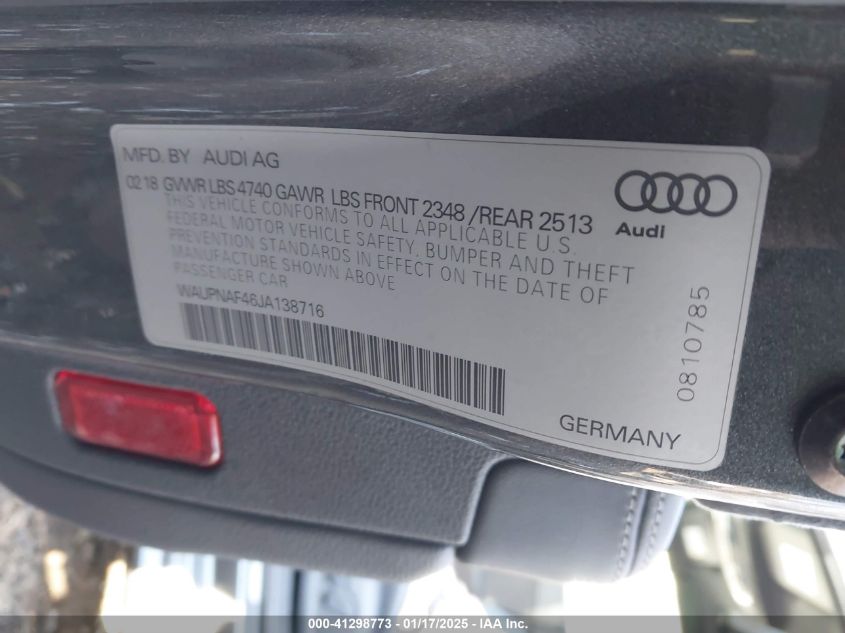 MFD. BY AUDI AG
02 18 GVWR LBS 4740 GAWR LBS FRONT 2348 /REAR 2513
THIS VEHICLE CONFORMS TO ALL APPLICABLE U.S.
FEDERAL MOTOR VEHICLE SAFETY, BUMPER AND THEFT
PREVENTION STANDARDS IN EFFECT ON THE DATE OF
MANUFACTURE SHOWN ABOVE
PASSENGER CAR
WAUPNAF46JA138716
Audi
0810785
GERMANY
000-41298773 — 01/17/2025 — IAA Inc.